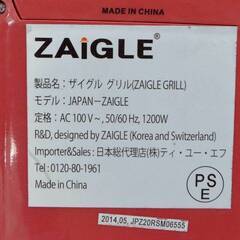 MADE IN CHINA
ZAiGLE®
製品名：ザイグル グリル(ZAIGLE GRILL)
モデル：JAPAN－ZAIGLE
定格：AC 100 V~, 50/60 Hz, 1200W
R&D, designed by ZAIGLE (Korea and Switzerland)
Importer&Sales : 日本総代理店(株)ティ・ユー・エフ
Tel : 0120-80-1961
Made in China
PS
E
2014,05, JPZ20RSM06555